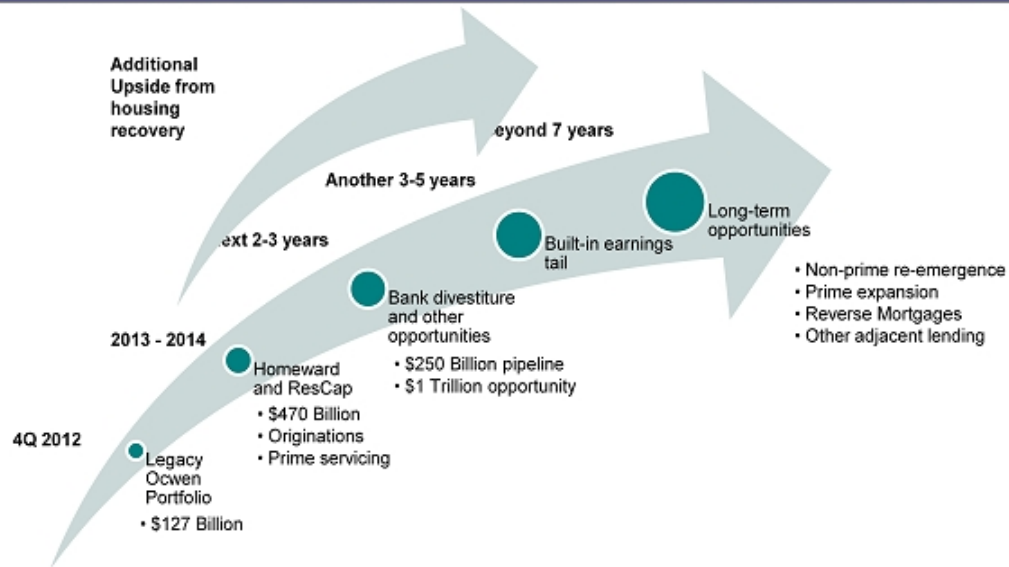 Additional
Upside from
housing
recovery
eyond 7 years
Another 3-5 years
ext 2-3 years
2013 - 2014
4Q 2012
Long-term
opportunities
• Non-prime re-emergence
• Prime expansion
• Reverse Mortgages
• Other adjacent lending
Built-in earnings
tail
Bank divestiture
and other
opportunities
• $250 Billion pipeline
• $1 Trillion opportunity
Homeward
and ResCap
• $470 Billion
• Originations
• Prime servicing
Legacy
Ocwen
Portfolio
• $127 Billion